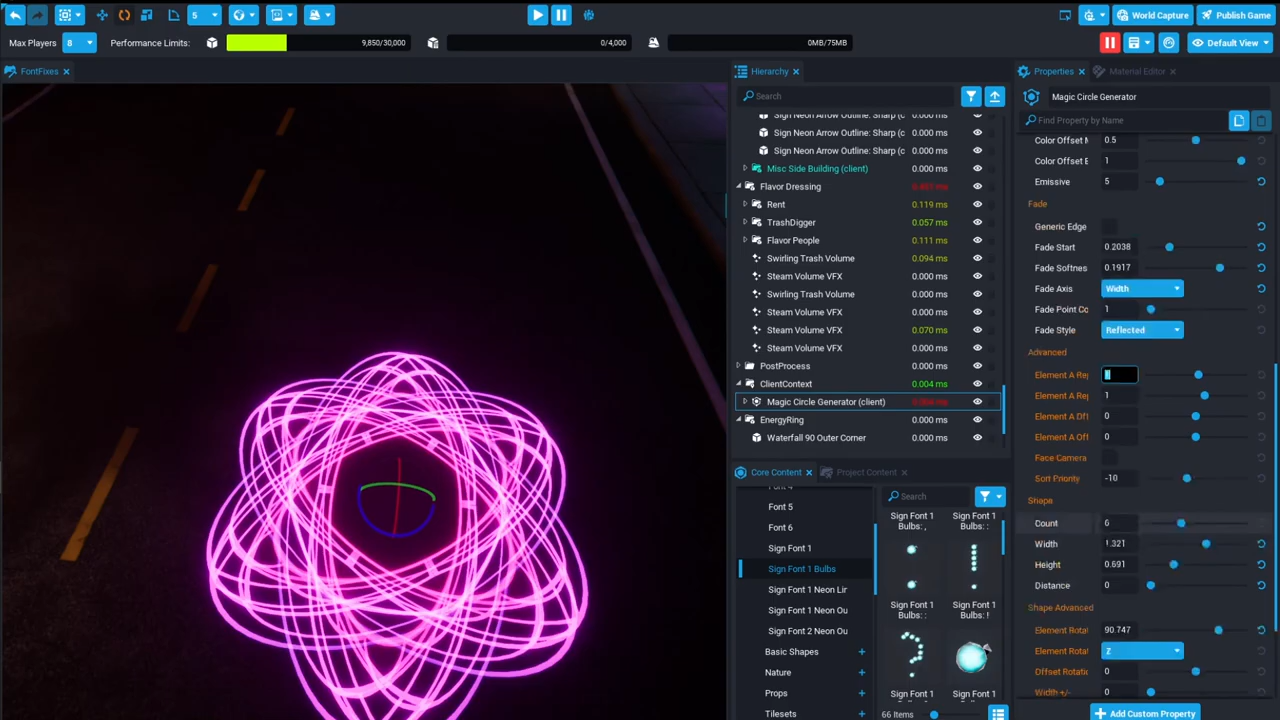 5
World Capture
Publish Game
Max Players
8
Performance Limits:
9,850/30,000
0/4,000
0MB/75MB
Default View
FontFixes
Hierarchy
Properties
Material Editor
Search
Magic Circle Generator
Find Property by Name
Sign Neon Arrow Outline: Sharp (c 0.000 ms
Sign Neon Arrow Outline: Sharp (c 0.000 ms
Sign Neon Arrow Outline: Sharp (c 0.000 ms
Misc Side Building (client) 0.000 ms
Flavor Dressing
Rent 0.119 ms
TrashDigger 0.057 ms
Flavor People 0.111 ms
Swirling Trash Volume 0.094 ms
Steam Volume VFX 0.000 ms
Swirling Trash Volume 0.000 ms
Steam Volume VFX 0.000 ms
Steam Volume VFX 0.070 ms
Steam Volume VFX 0.000 ms
PostProcess 0.000 ms
ClientContext 0.004 ms
Magic Circle Generator (client)
EnergyRing 0.000 ms
Waterfall 90 Outer Corner 0.000 ms
Color Offset M 0.5
Color Offset E 1
Emissive 5
Fade
Generic Edge
Fade Start 0.2038
Fade Softnes 0.1917
Fade Axis Width
Fade Point Co 1
Fade Style Reflected
Advanced
Element A Rep
Element A Rep 1
Element A Off 0
Element A Off 0
Face Camera
Sort Priority -10
Shape
Count 6
Width 1.321
Height 0.691
Distance 0
Shape Advanced
Element Rotat 90.747
Element Rotat Z
Offset Rotatio 0
Width +/- 0
Add Custom Property
Core Content
Project Content
Font 4
Font 5
Font 6
Sign Font 1
Sign Font 1 Bulbs
Sign Font 1 Neon Lir
Sign Font 1 Neon Ou
Sign Font 2 Neon Ou
Basic Shapes
Nature
Props
Tilesets
Search
Sign Font 1 Bulbs: ,
Sign Font 1 Bulbs: :
Sign Font 1 Bulbs: .
Sign Font 1 Bulbs: !
Sign Font 1
Sign Font 1
66 Items